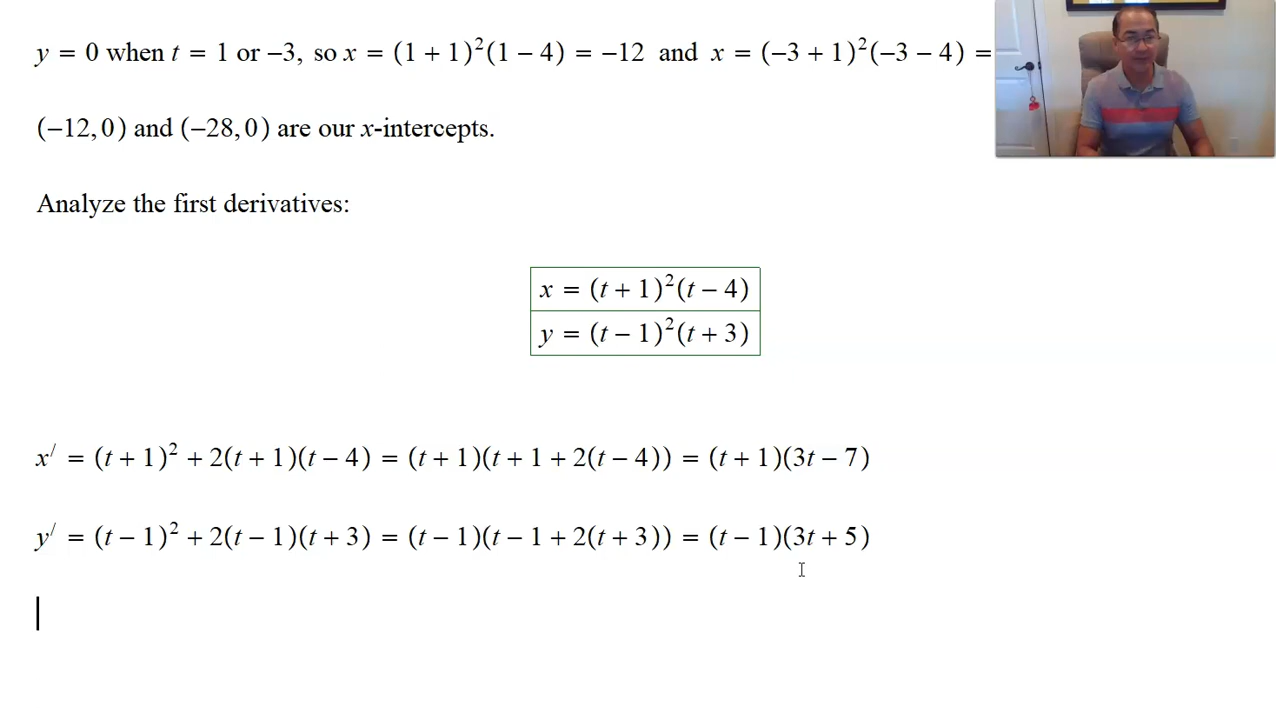 y = 0 when t = 1 or −3, so x = (1 + 1)²(1 − 4) = −12 and x = (−3 + 1)²(−3 − 4) =
(−12, 0) and (−28, 0) are our x-intercepts.
Analyze the first derivatives:
x = (t + 1)²(t − 4)
y = (t − 1)²(t + 3)
x′ = (t + 1)² + 2(t + 1)(t − 4) = (t + 1)(t + 1 + 2(t − 4)) = (t + 1)(3t − 7)
y′ = (t − 1)² + 2(t − 1)(t + 3) = (t − 1)(t − 1 + 2(t + 3)) = (t − 1)(3t + 5)